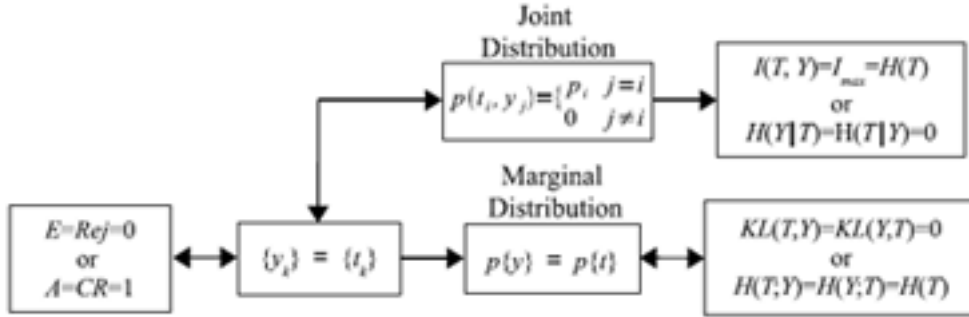 Joint
Distribution
p(t_i, y_j)={p_i j=i
0 j≠i
I(T, Y)=I_max=H(T)
or
H(Y|T)=H(T|Y)=0
Marginal
Distribution
E=Rej=0
or
A=CR=1
{y_k} = {t_k}
p{y} = p{t}
KL(T,Y)=KL(Y,T)=0
or
H(T;Y)=H(Y;T)=H(T)